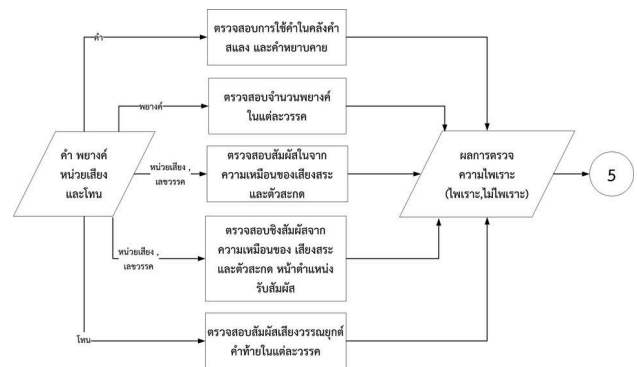 คำ พยางค์
หน่วยเสียง
และโทน
คำ
ตรวจสอบการใช้คำในคลังคำ
สแลง และคำหยาบคาย
พยางค์
ตรวจสอบจำนวนพยางค์
ในแต่ละวรรค
หน่วยเสียง ,
เลขวรรค
ตรวจสอบสัมผัสในจาก
ความเหมือนของเสียงสระ
และตัวสะกด
หน่วยเสียง ,
เลขวรรค
ตรวจสอบชิงสัมผัสจาก
ความเหมือนของ เสียงสระ
และตัวสะกด หน้าตำแหน่ง
รับสัมผัส
โทน
ตรวจสอบสัมผัสเสียงวรรณยุกต์
คำท้ายในแต่ละวรรค
ผลการตรวจ
ความไพเราะ
(ไพเราะ,ไม่ไพเราะ)
5